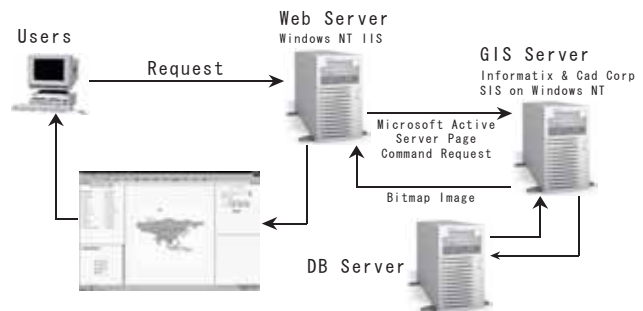 Web Server
Windows NT IIS
Users
Request
GIS Server
Informatix & Cad Corp
SIS on Windows NT
Microsoft Active
Server Page
Command Request
Bitmap Image
DB Server